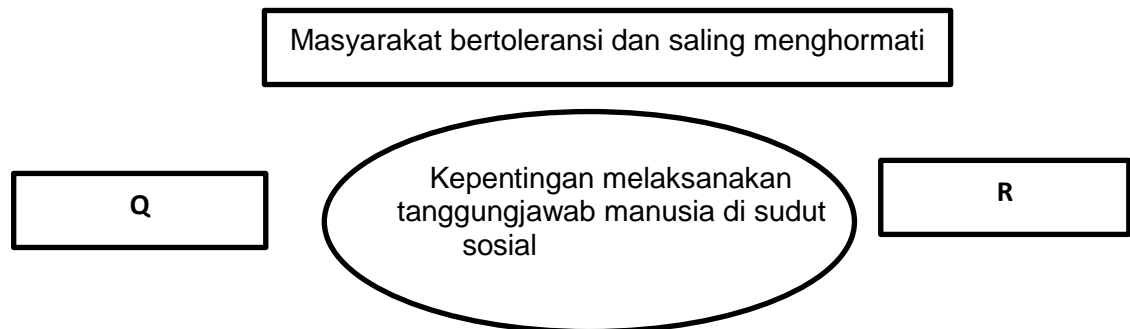 Masyarakat bertoleransi dan saling menghormati
Q
Kepentingan melaksanakan
tanggungjawab manusia di sudut
sosial
R